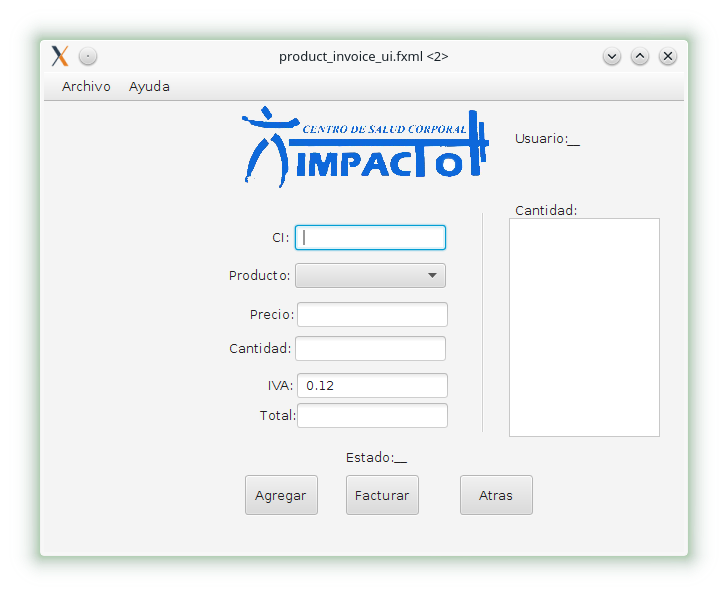 product_invoice_ui.fxml <2>
Archivo Ayuda
CENTRO DE SALUD CORPORAL
IMPACTO
Usuario:__
Cantidad:
CI:
Producto:
Precio:
Cantidad:
IVA: 0.12
Total:
Estado:__
Agregar Facturar Atras